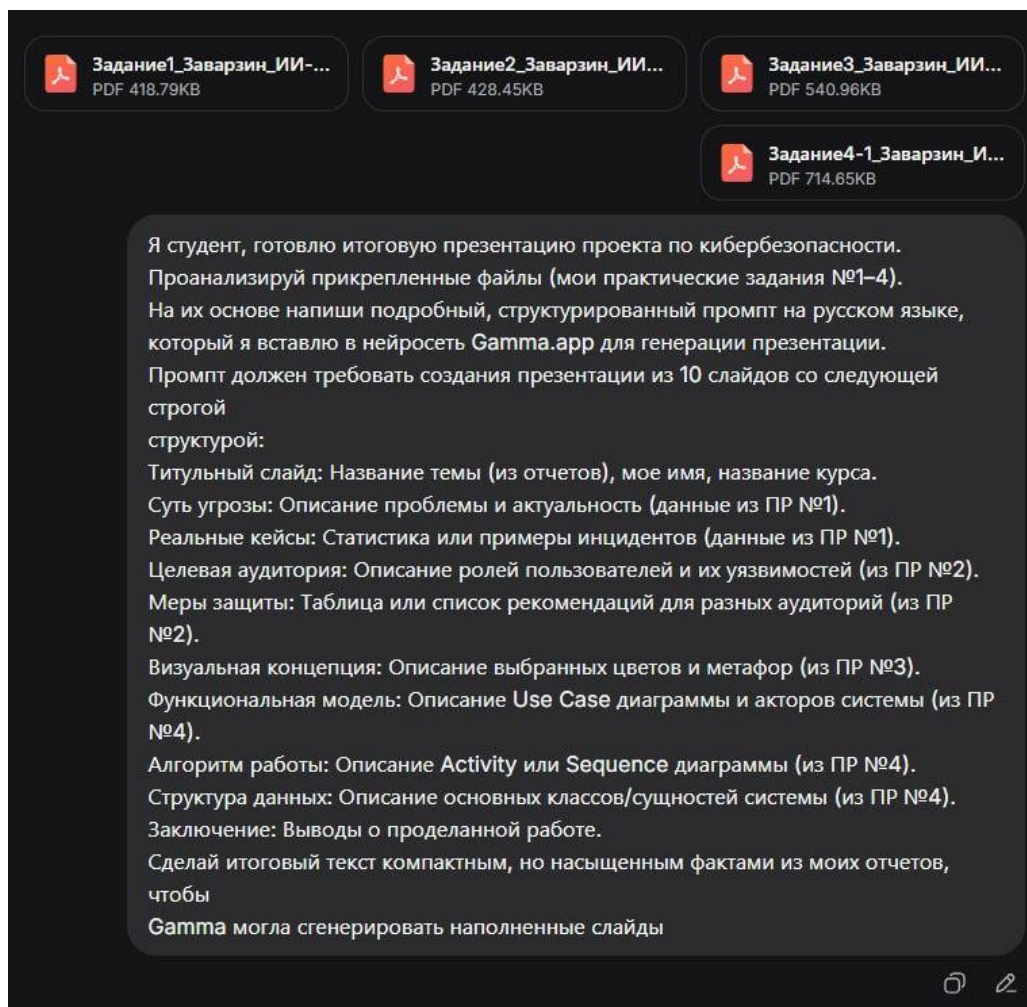 Задание1_Заварзин_ИИ-...
PDF 418.79KB
Задание2_Заварзин_ИИ...
PDF 428.45KB
Задание3_Заварзин_ИИ...
PDF 540.96KB
Задание4-1_Заварзин_И...
PDF 714.65KB
Я студент, готовлю итоговую презентацию проекта по кибербезопасности.
Проанализируй прикрепленные файлы (мои практические задания №1–4).
На их основе напиши подробный, структурированный промпт на русском языке,
который я вставлю в нейросеть Gamma.app для генерации презентации.
Промпт должен требовать создания презентации из 10 слайдов со следующей
строгой
структурой:
Титульный слайд: Название темы (из отчетов), мое имя, название курса.
Суть угрозы: Описание проблемы и актуальность (данные из ПР №1).
Реальные кейсы: Статистика или примеры инцидентов (данные из ПР №1).
Целевая аудитория: Описание ролей пользователей и их уязвимостей (из ПР №2).
Меры защиты: Таблица или список рекомендаций для разных аудиторий (из ПР
№2).
Визуальная концепция: Описание выбранных цветов и метафор (из ПР №3).
Функциональная модель: Описание Use Case диаграммы и акторов системы (из ПР
№4).
Алгоритм работы: Описание Activity или Sequence диаграммы (из ПР №4).
Структура данных: Описание основных классов/сущностей системы (из ПР №4).
Заключение: Выводы о проделанной работе.
Сделай итоговый текст компактным, но насыщенным фактами из моих отчетов,
чтобы
Gamma могла сгенерировать наполненные слайды